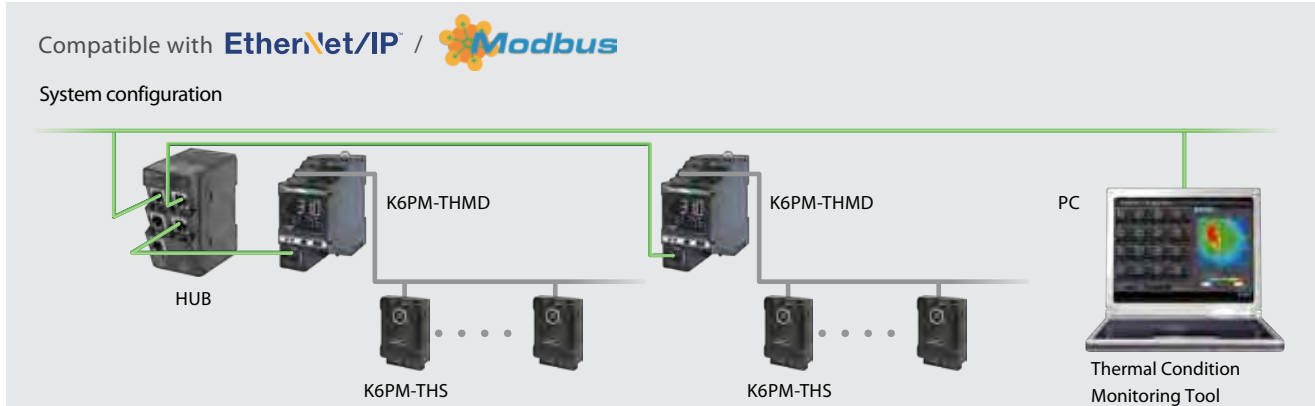 Compatible with EtherNet/IP™ / Modbus
System configuration
K6PM-THMD
K6PM-THMD
PC
HUB
K6PM-THS
K6PM-THS
Thermal Condition
Monitoring Tool